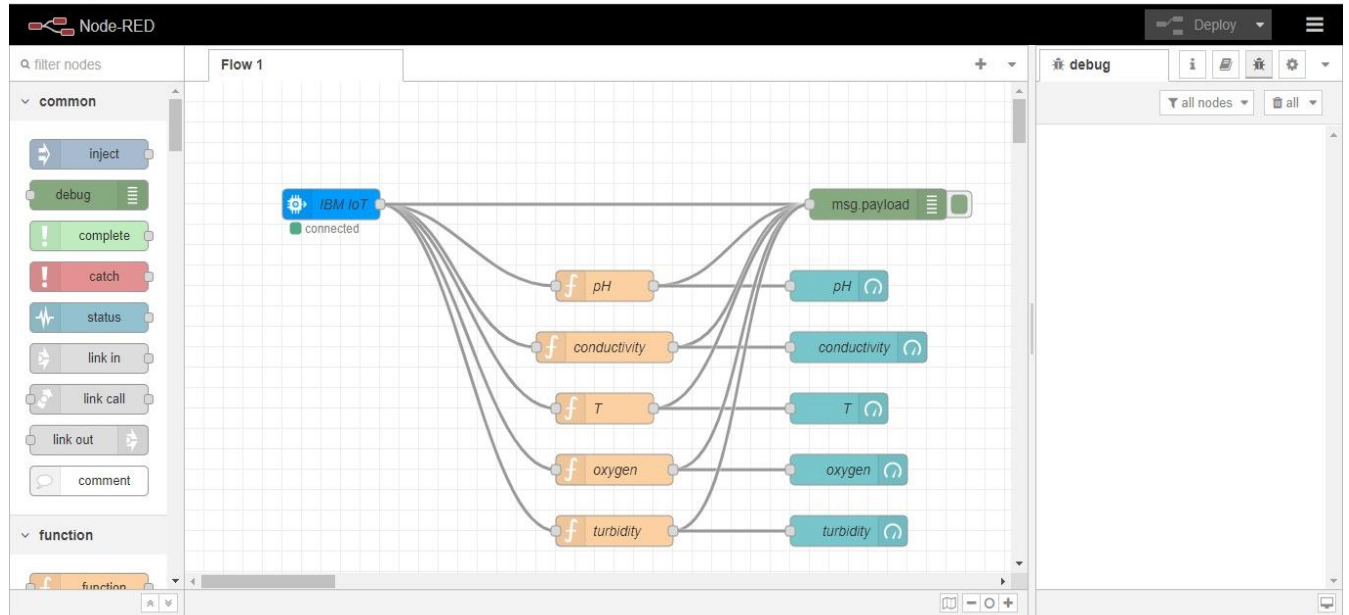 Node-RED
Deploy
filter nodes
Flow 1
debug
i
all nodes
all
common
inject
debug
complete
catch
status
link in
link call
link out
comment
function
function
IBM IoT
connected
msg.payload
pH
pH
conductivity
conductivity
T
T
oxygen
oxygen
turbidity
turbidity